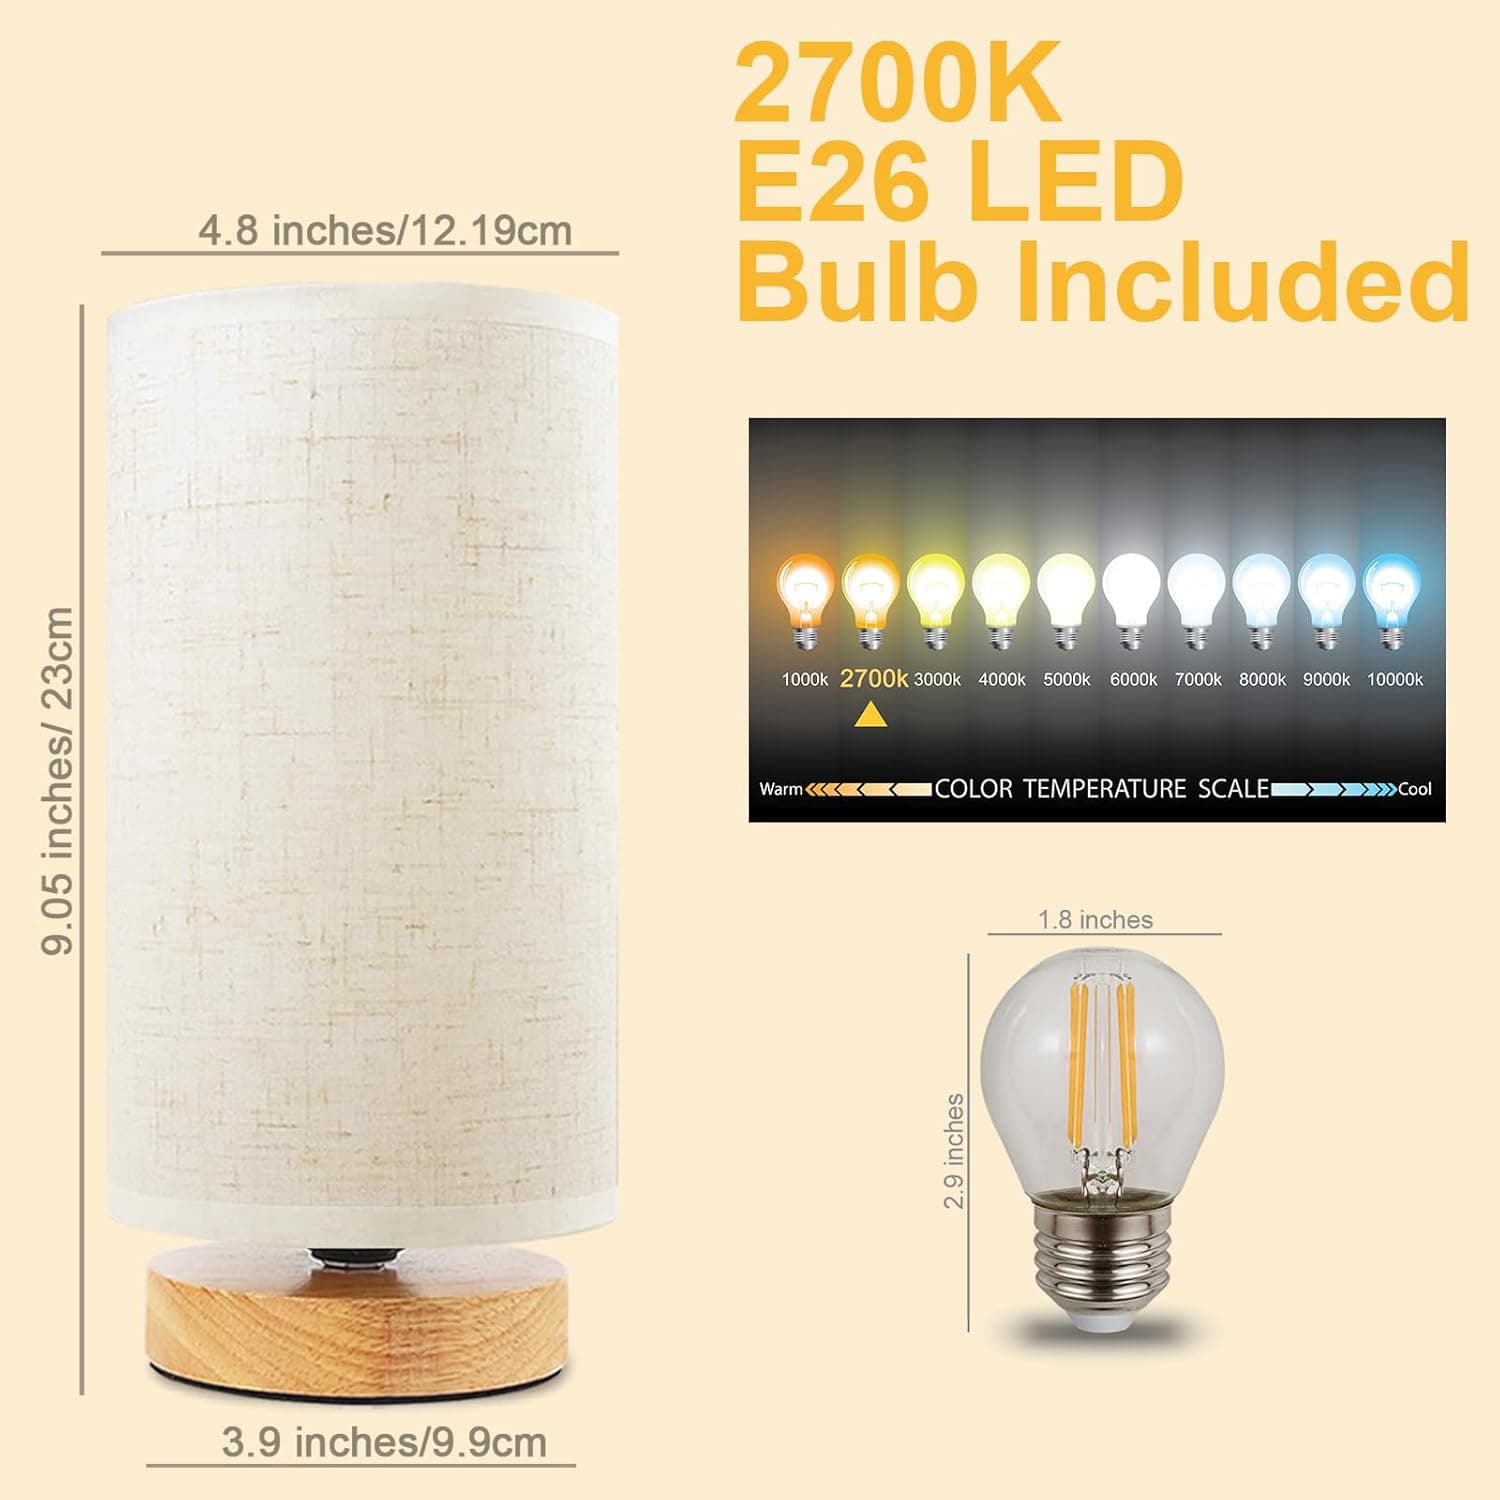 2700K
E26 LED
Bulb Included
4.8 inches/12.19cm
9.05 inches/ 23cm
3.9 inches/9.9cm
1000k 2700k 3000k 4000k 5000k 6000k 7000k 8000k 9000k 10000k
Warm COLOR TEMPERATURE SCALE Cool
1.8 inches
2.9 inches